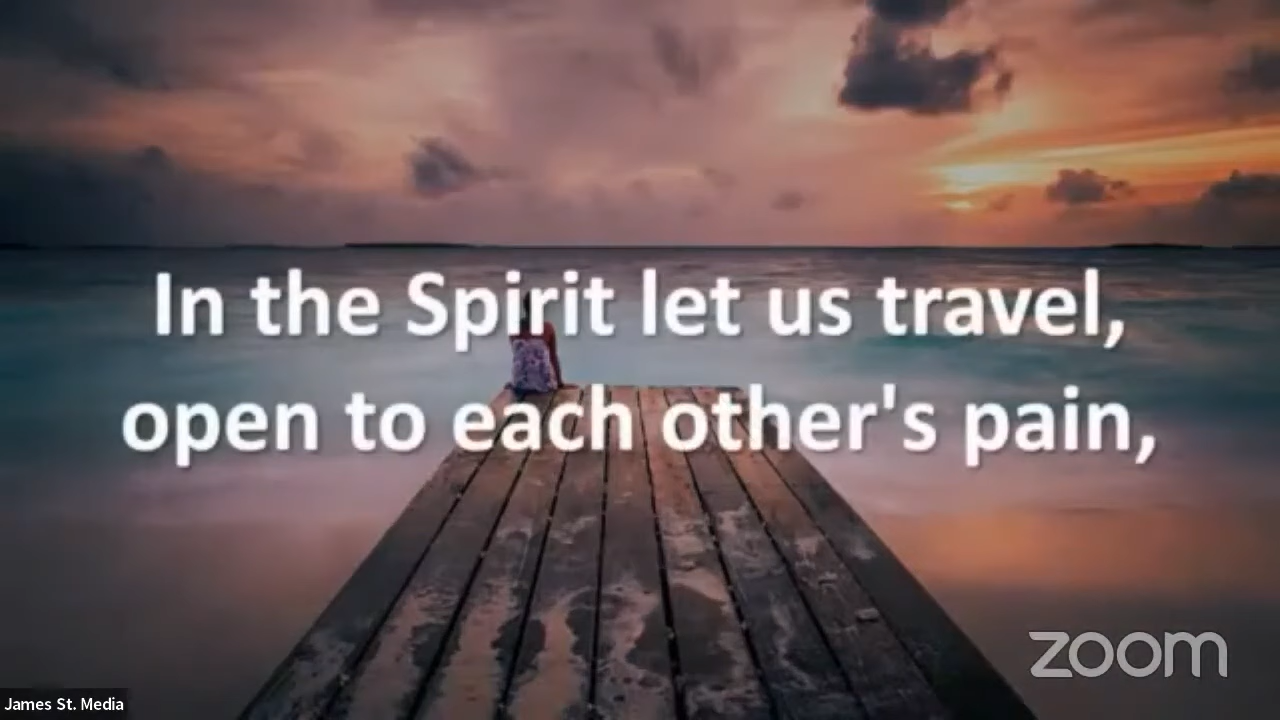 In the Spirit let us travel,
open to each other's pain,
zoom
James St. Media